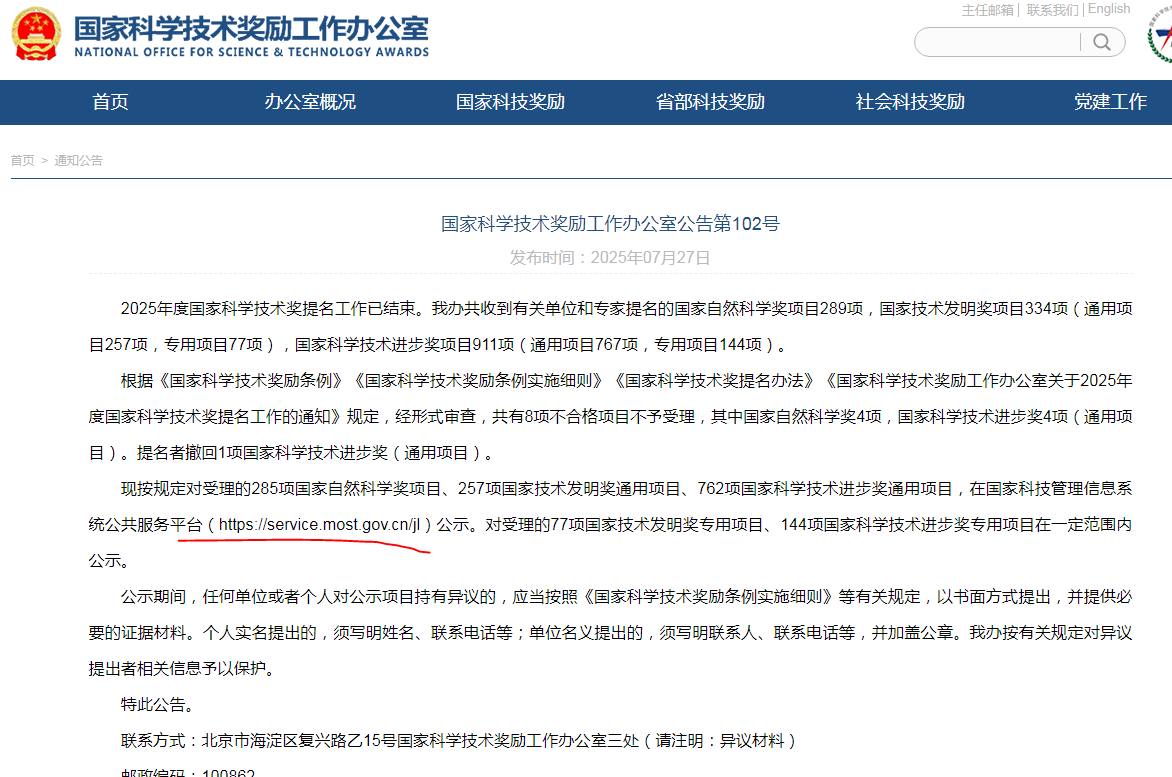 国家科学技术奖励工作办公室
NATIONAL OFFICE FOR SCIENCE & TECHNOLOGY AWARDS
主任邮箱 | 联系我们 | English
首页 办公室概况 国家科技奖励 省部科技奖励 社会科技奖励 党建工作
首页 > 通知公告
国家科学技术奖励工作办公室公告第102号
发布时间：2025年07月27日
2025年度国家科学技术奖提名工作已结束。我办共收到有关单位和专家提名的国家自然科学奖项目289项，国家技术发明奖项目334项（通用项
目257项，专用项目77项），国家科学技术进步奖项目911项（通用项目767项，专用项目144项）。
根据《国家科学技术奖励条例》《国家科学技术奖励条例实施细则》《国家科学技术奖提名办法》《国家科学技术奖励工作办公室关于2025年
度国家科学技术奖提名工作的通知》规定，经形式审查，共有8项不合格项目不予受理，其中国家自然科学奖4项，国家科学技术进步奖4项（通用项
目）。提名者撤回1项国家科学技术进步奖（通用项目）。
现按规定对受理的285项国家自然科学奖项目、257项国家技术发明奖通用项目、762项国家科学技术进步奖通用项目，在国家科技管理信息系
统公共服务平台（https://service.most.gov.cn/jl）公示。对受理的77项国家技术发明奖专用项目、144项国家科学技术进步奖专用项目在一定范围内
公示。
公示期间，任何单位或者个人对公示项目持有异议的，应当按照《国家科学技术奖励条例实施细则》等有关规定，以书面方式提出，并提供必
要的证据材料。个人实名提出的，须写明姓名、联系电话等；单位名义提出的，须写明联系人、联系电话等，并加盖公章。我办按有关规定对异议
提出者相关信息予以保护。
特此公告。
联系方式：北京市海淀区复兴路乙15号国家科学技术奖励工作办公室三处（请注明：异议材料）
邮政编码：100862